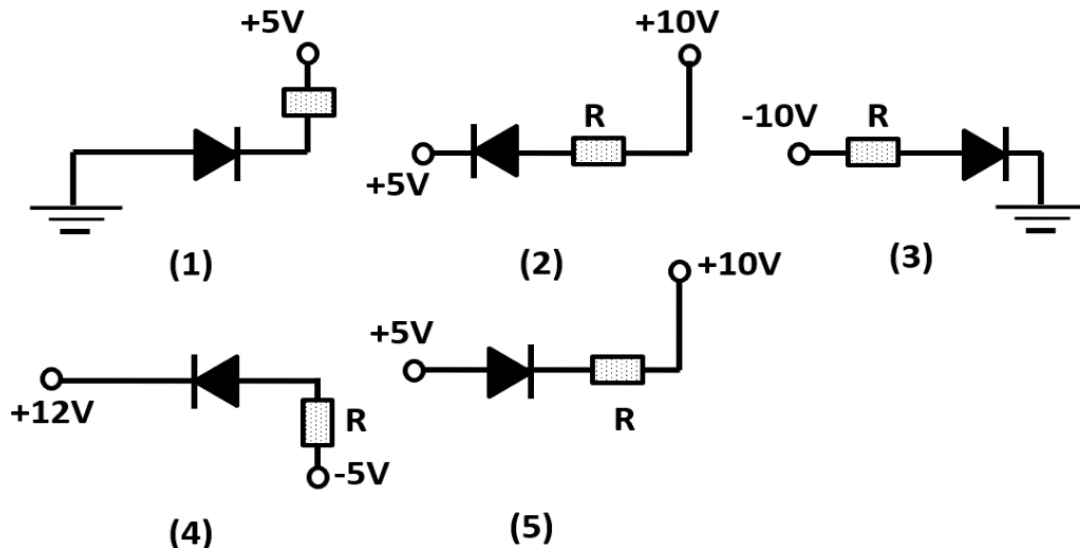 +5V
(1)
+10V
R
+5V
(2)
-10V
R
(3)
+12V
R
-5V
(4)
+10V
+5V
R
(5)